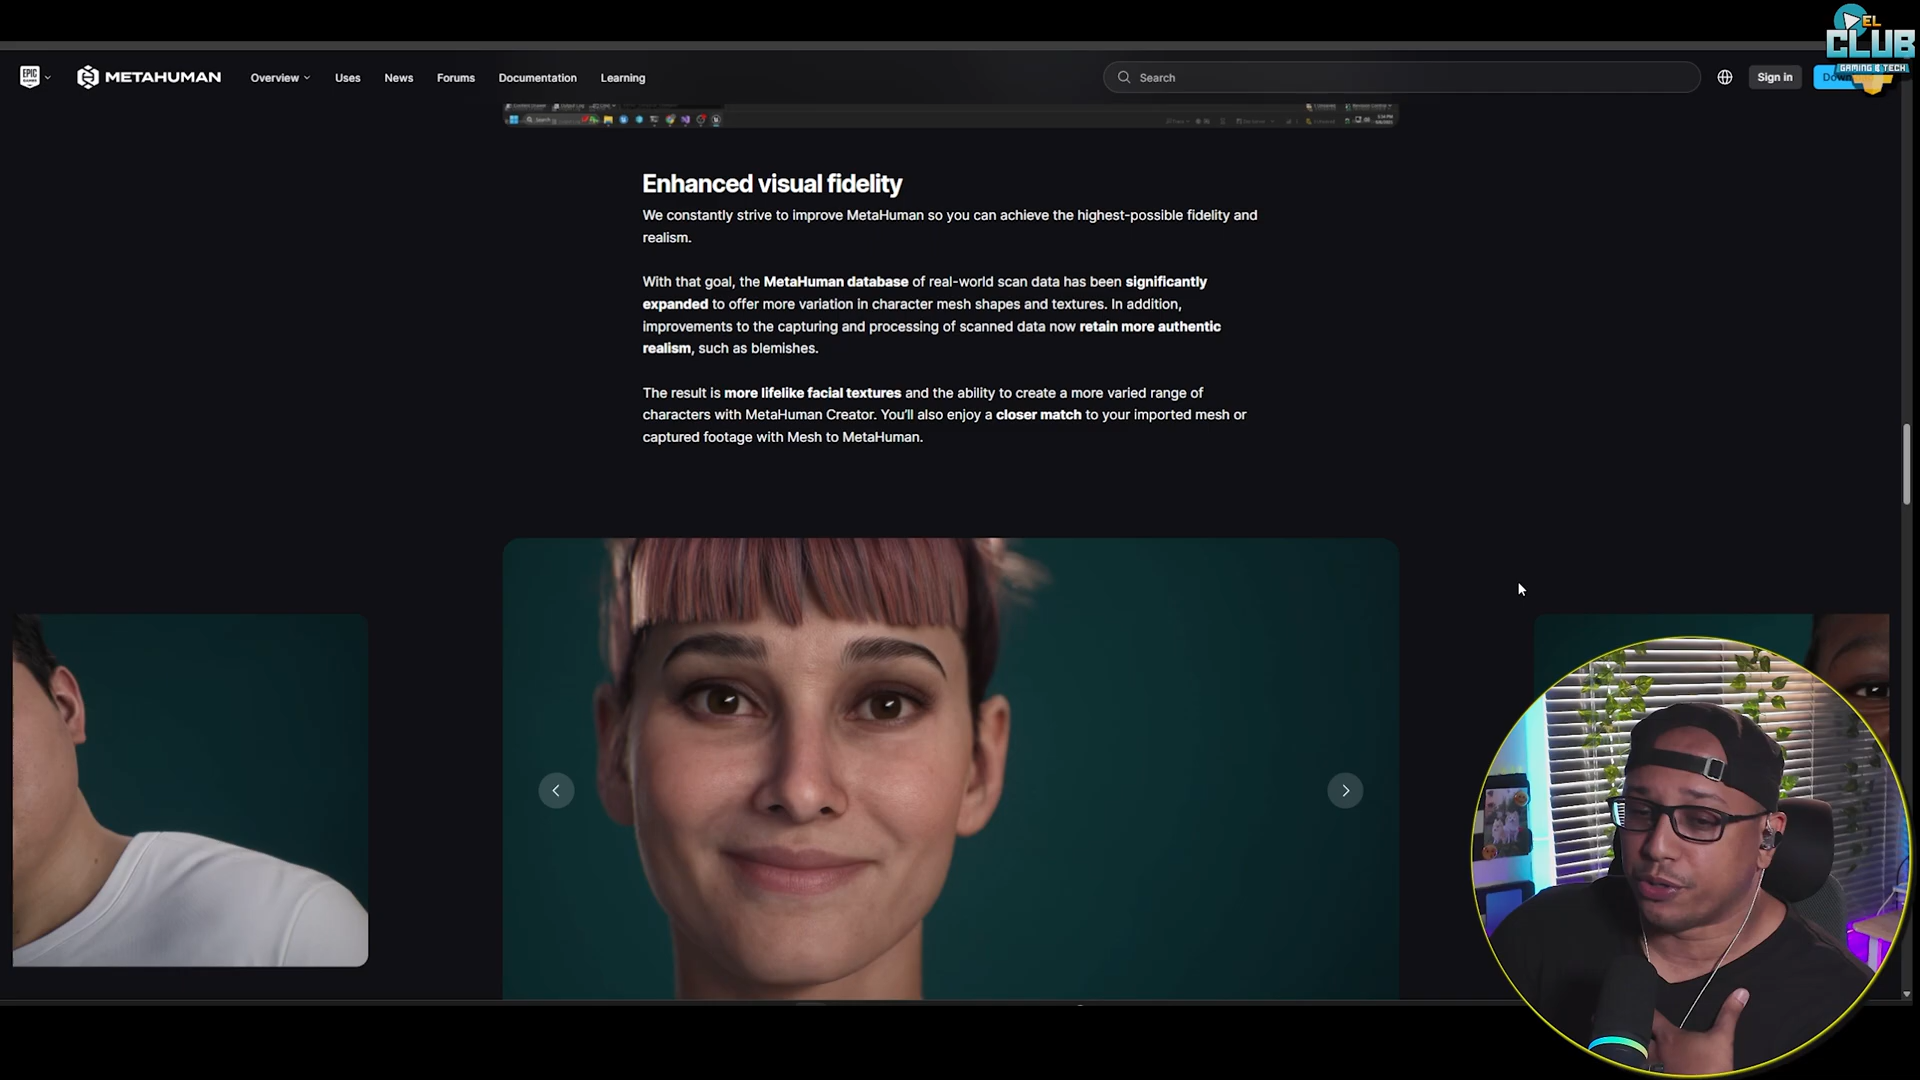 EL
CLUB
GAMING & TECH
EPIC
GAMES
METAHUMAN
Overview
Uses
News
Forums
Documentation
Learning
Search
Sign in
Search
Enhanced visual fidelity
We constantly strive to improve MetaHuman so you can achieve the highest-possible fidelity and
realism.
With that goal, the MetaHuman database of real-world scan data has been significantly
expanded to offer more variation in character mesh shapes and textures. In addition,
improvements to the capturing and processing of scanned data now retain more authentic
realism, such as blemishes.
The result is more lifelike facial textures and the ability to create a more varied range of
characters with MetaHuman Creator. You'll also enjoy a closer match to your imported mesh or
captured footage with Mesh to MetaHuman.